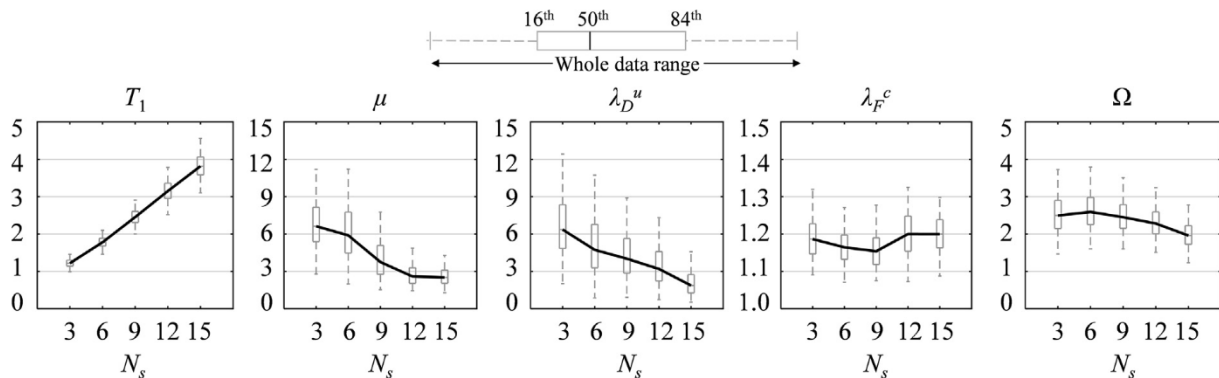 16th 50th 84th
Whole data range
T1 μ λD^u λF^c Ω
5 15 15 1.5 5
4 12 12 1.4 4
3 9 9 1.3 3
2 6 6 1.2 2
1 3 3 1.1 1
0 0 0 1.0 0
3 6 9 12 15 3 6 9 12 15 3 6 9 12 15 3 6 9 12 15 3 6 9 12 15
Ns Ns Ns Ns Ns